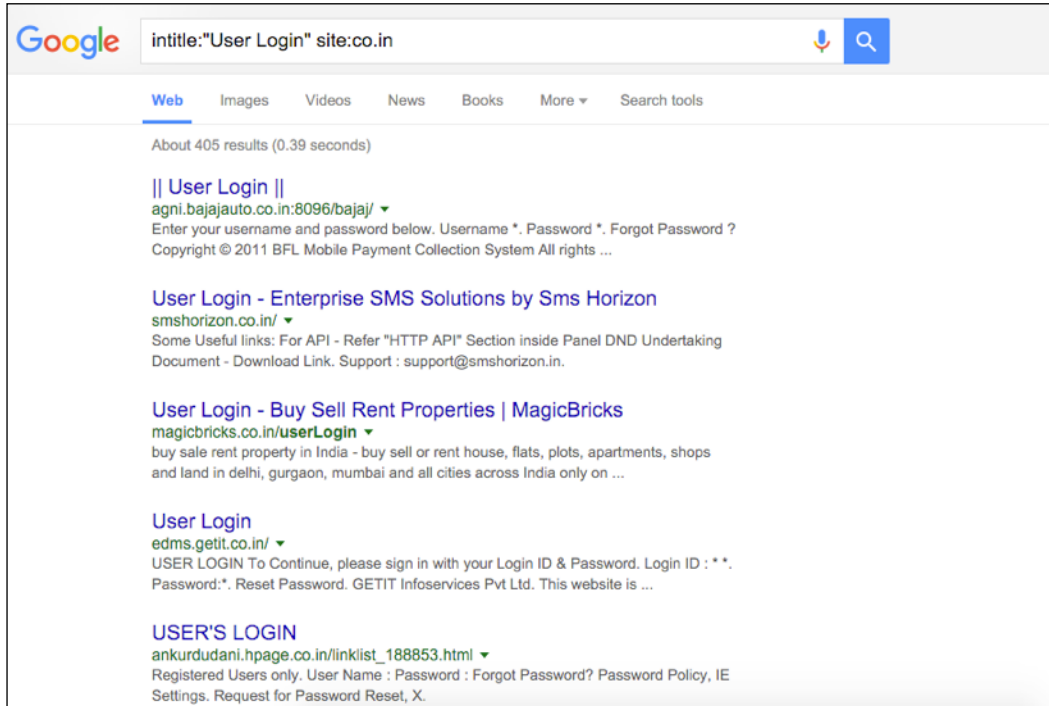 Google
intitle:"User Login" site:co.in
Web Images Videos News Books More Search tools
About 405 results (0.39 seconds)
|| User Login ||
agni.bajajauto.co.in:8096/bajaj/
Enter your username and password below. Username *. Password *. Forgot Password ?
Copyright © 2011 BFL Mobile Payment Collection System All rights ...
User Login - Enterprise SMS Solutions by Sms Horizon
smshorizon.co.in/
Some Useful links: For API - Refer "HTTP API" Section inside Panel DND Undertaking
Document - Download Link. Support : support@smshorizon.in.
User Login - Buy Sell Rent Properties | MagicBricks
magicbricks.co.in/userLogin
buy sale rent property in India - buy sell or rent house, flats, plots, apartments, shops
and land in delhi, gurgaon, mumbai and all cities across India only on ...
User Login
edms.getit.co.in/
USER LOGIN To Continue, please sign in with your Login ID & Password. Login ID : * *.
Password:*. Reset Password. GETIT Infoservices Pvt Ltd. This website is ...
USER'S LOGIN
ankurdudani.hpage.co.in/linklist_188853.html
Registered Users only. User Name : Password : Forgot Password? Password Policy, IE
Settings. Request for Password Reset, X.